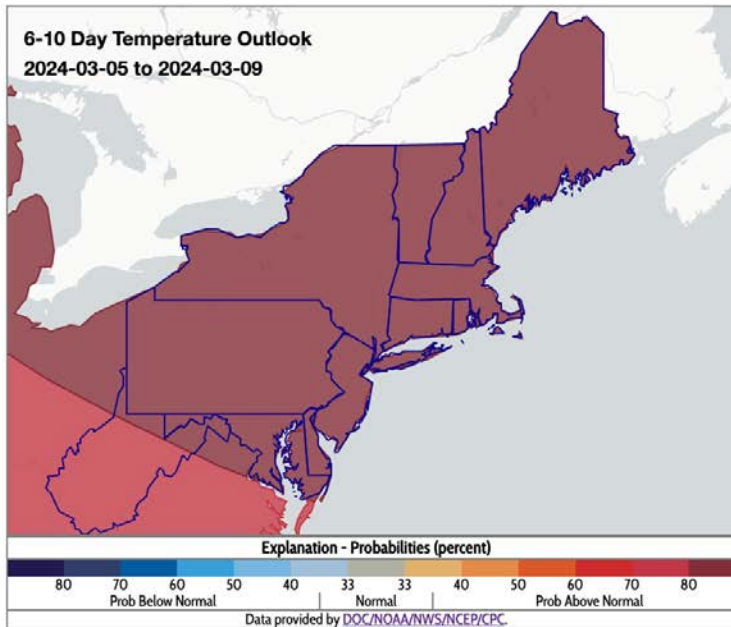 6-10 Day Temperature Outlook
2024-03-05 to 2024-03-09
Explanation - Probabilities (percent)
80 70 60 50 40 33 33 40 50 60 70 80
Prob Below Normal Normal Prob Above Normal
Data provided by DOC/NOAA/NWS/NCEP/CPC.